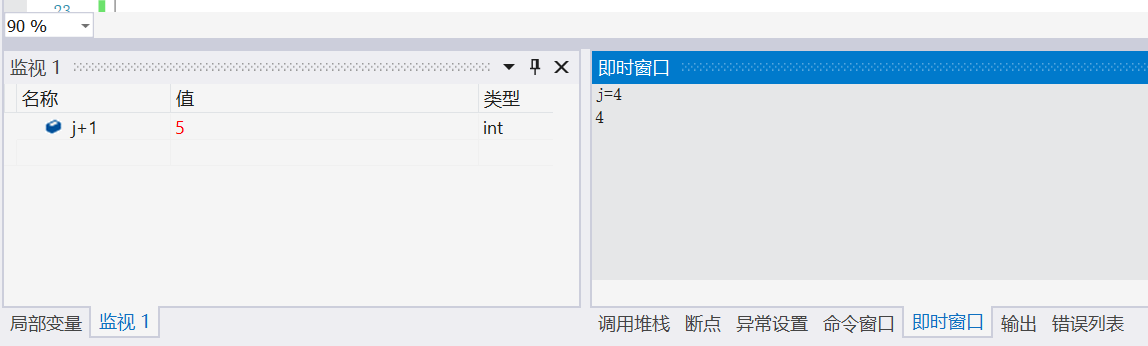 23
90 %
监视 1
即时窗口
名称 值 类型
j=4
4
j+1 5 int
局部变量 监视 1
调用堆栈 断点 异常设置 命令窗口 即时窗口 输出 错误列表